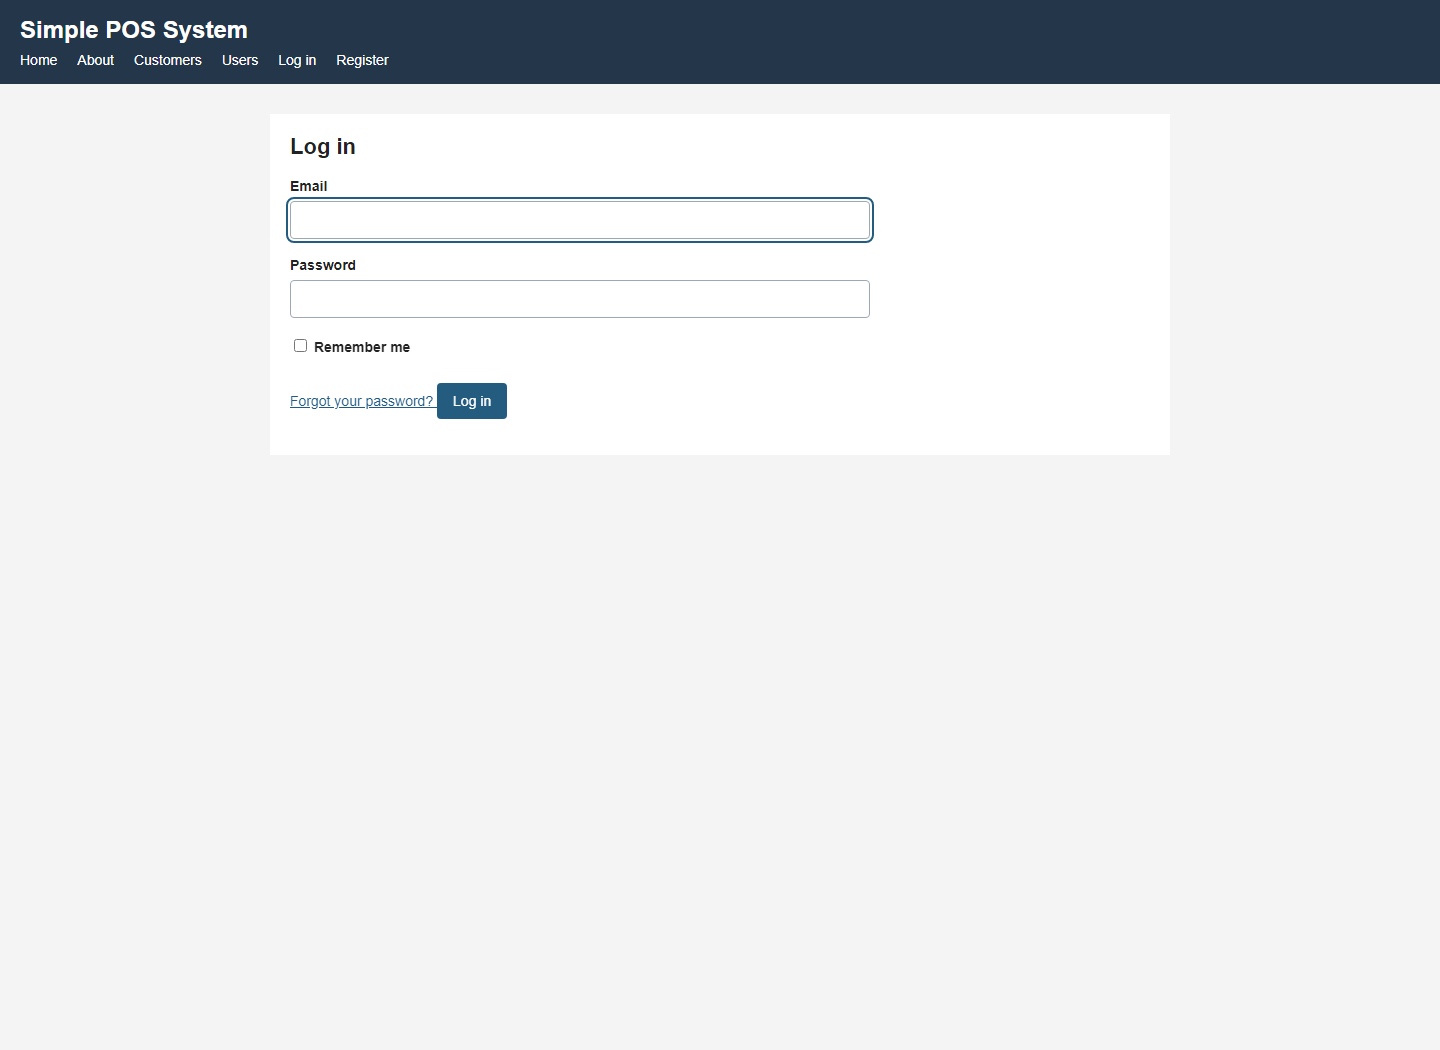 Simple POS System
Home About Customers Users Log in Register
Log in
Email
Password
Remember me
Forgot your password? Log in